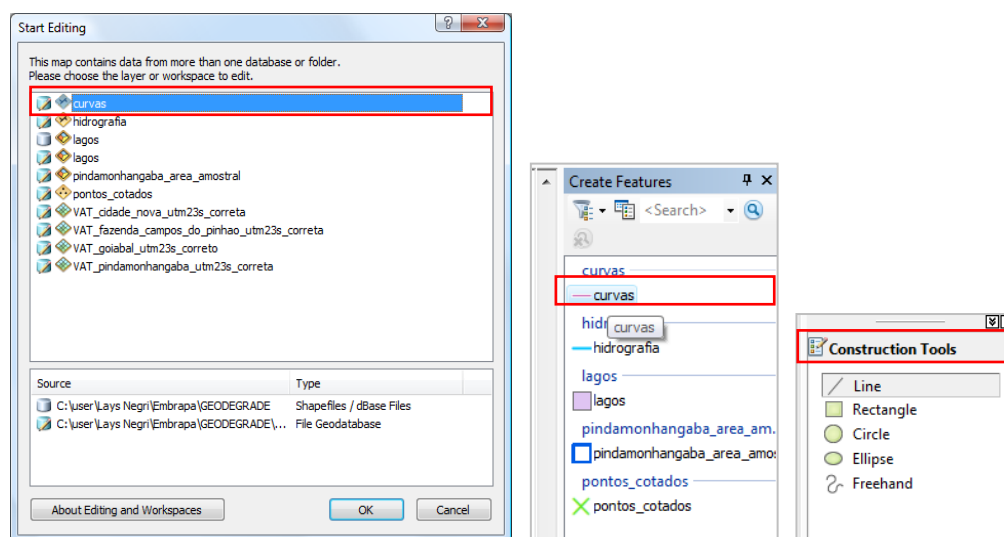 Start Editing
This map contains data from more than one database or folder.
Please choose the layer or workspace to edit.
curvas
hidrografia
lagos
lagos
pindamonhangaba_area_amostral
pontos_cotados
VAT_cidade_nova_utm23s_correta
VAT_fazenda_campos_do_pinhao_utm23s_correta
VAT_goiabal_utm23s_correto
VAT_pindamonhangaba_utm23s_correta
Source Type
C:\user\Lays Negri\Embrapa\GEODEGRADE Shapefiles / dBase Files
C:\user\Lays Negri\Embrapa\GEODEGRADE\... File Geodatabase
About Editing and Workspaces OK Cancel
Create Features
<Search>
curvas
curvas
hidr
curvas
hidrografia
lagos
lagos
pindamonhangaba_area_am.
pindamonhangaba_area_amo
pontos_cotados
pontos_cotados
Construction Tools
Line
Rectangle
Circle
Ellipse
Freehand